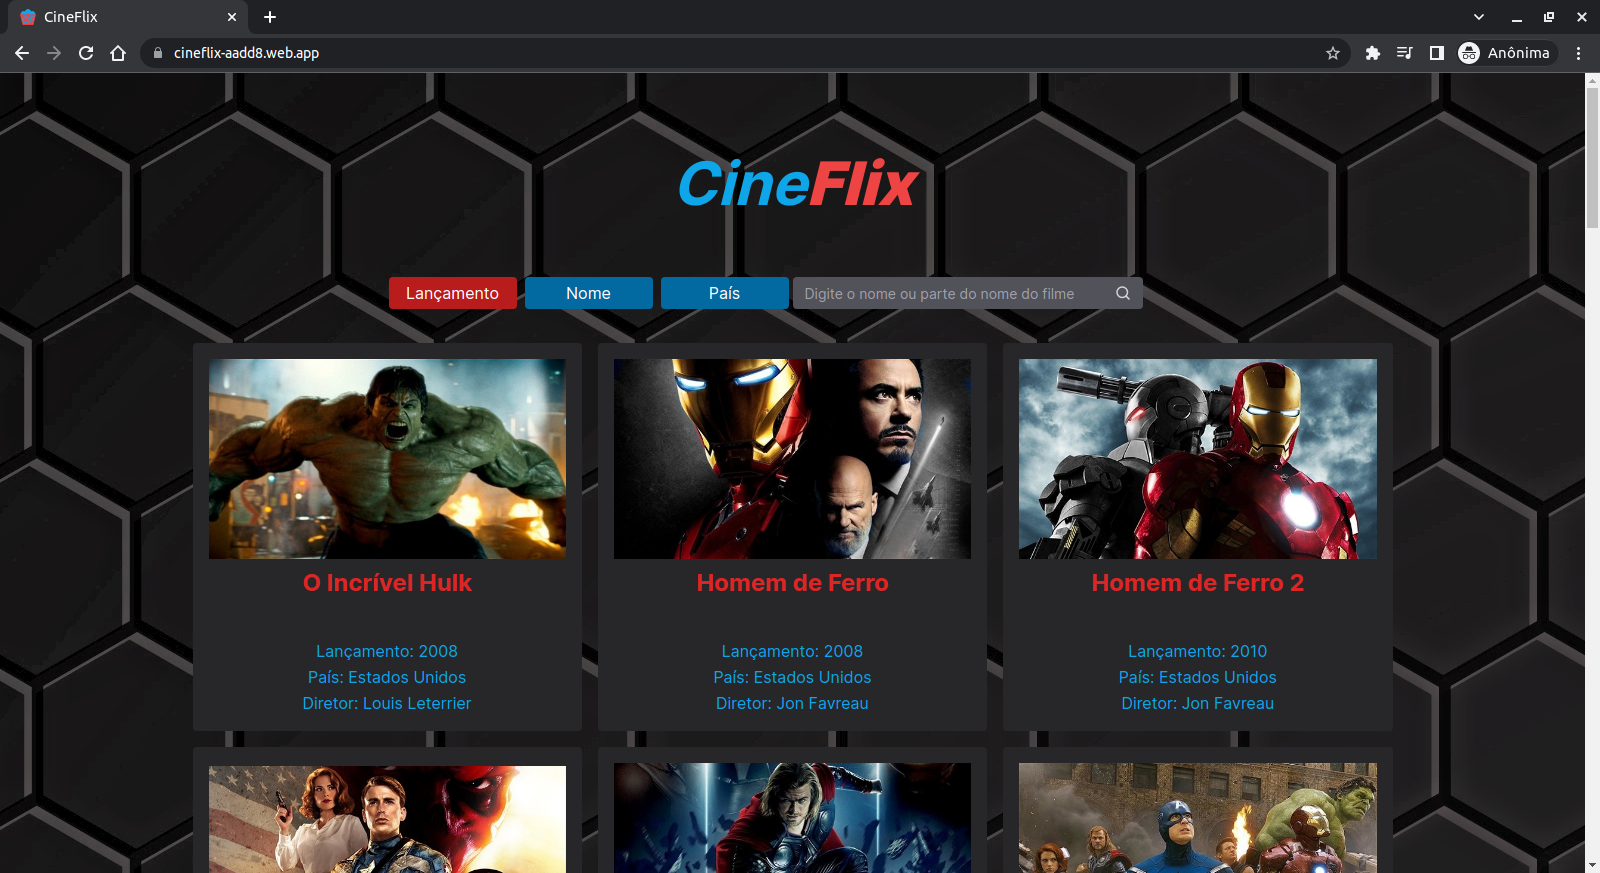 CineFlix
cineflix-aadd8.web.app
Anônima
CineFlix
Lançamento
Nome
País
Digite o nome ou parte do nome do filme
O Incrível Hulk
Lançamento: 2008
País: Estados Unidos
Diretor: Louis Leterrier
Homem de Ferro
Lançamento: 2008
País: Estados Unidos
Diretor: Jon Favreau
Homem de Ferro 2
Lançamento: 2010
País: Estados Unidos
Diretor: Jon Favreau